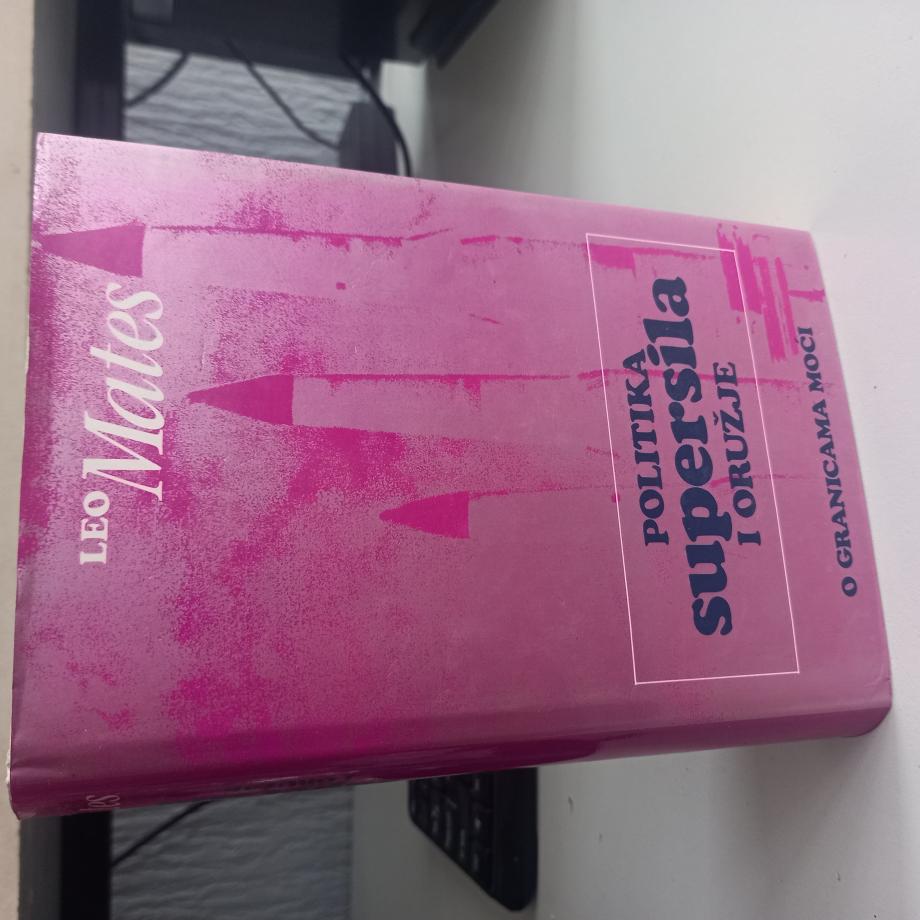 LEO
Mates
POLITIKA
supersila
I ORUŽJE
O GRANICAMA MOĆI